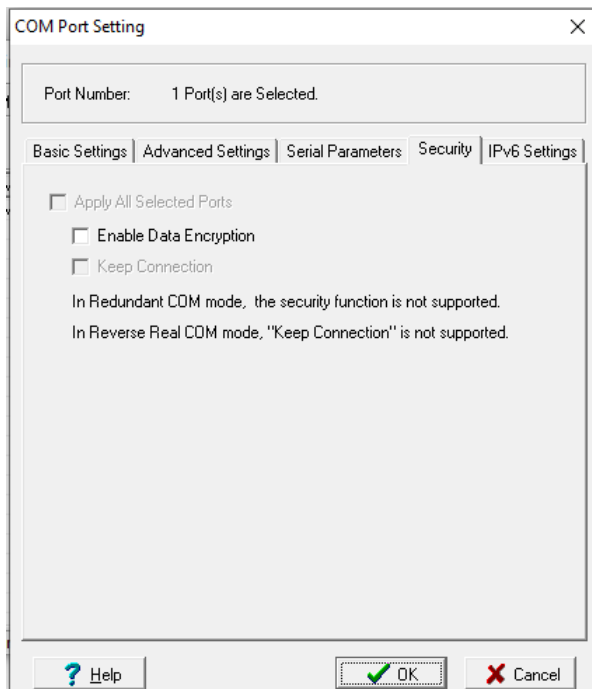 COM Port Setting
Port Number: 1 Port(s) are Selected.
Basic Settings Advanced Settings Serial Parameters Security IPv6 Settings
Apply All Selected Ports
Enable Data Encryption
Keep Connection
In Redundant COM mode, the security function is not supported.
In Reverse Real COM mode, "Keep Connection" is not supported.
? Help OK Cancel